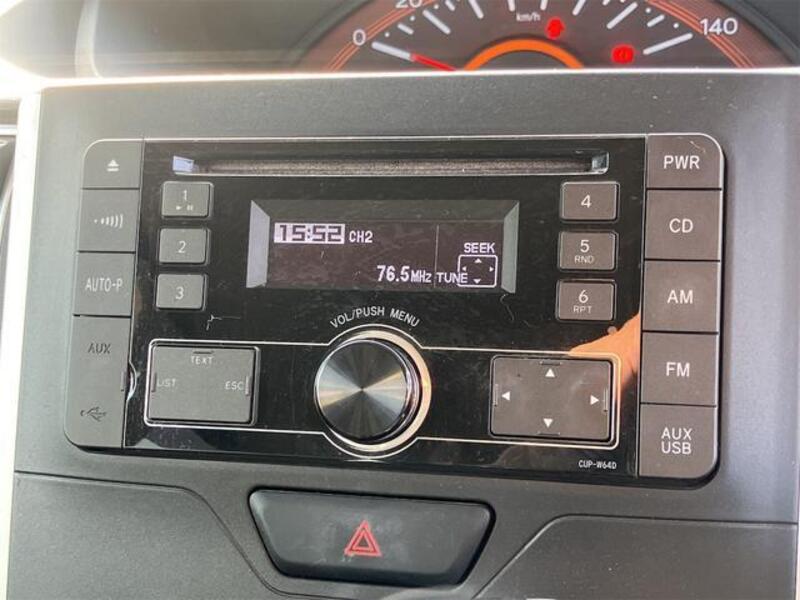 0 20 km/h 140
PWR
CD
AM
FM
AUX
USB
AUTO-P
AUX
1
2
3
4
5
RND
6
RPT
15:52 CH2
SEEK
76.5MHz TUNE
VOL/PUSH MENU
TEXT
LIST ESC
CUP-W64D